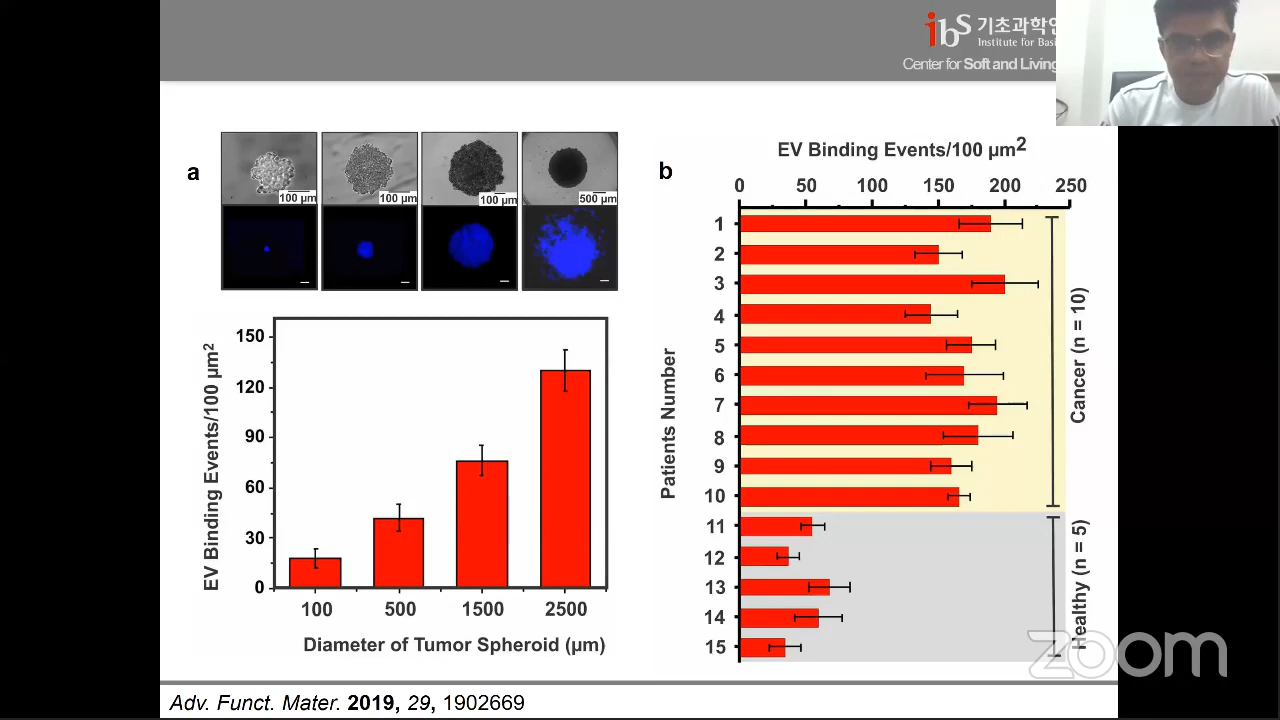 ibS 기초과학연
Institute for Basi
Center for Soft and Living
a
100 µm
100 µm
100 µm
500 µm
EV Binding Events/100 µm²
150
120
90
60
30
0
100
500
1500
2500
Diameter of Tumor Spheroid (µm)
b
EV Binding Events/100 µm²
0
50
100
150
200
250
Patients Number
1
2
3
4
5
6
7
8
9
10
11
12
13
14
15
Cancer (n = 10)
Healthy (n = 5)
zoom
Adv. Funct. Mater. 2019, 29, 1902669